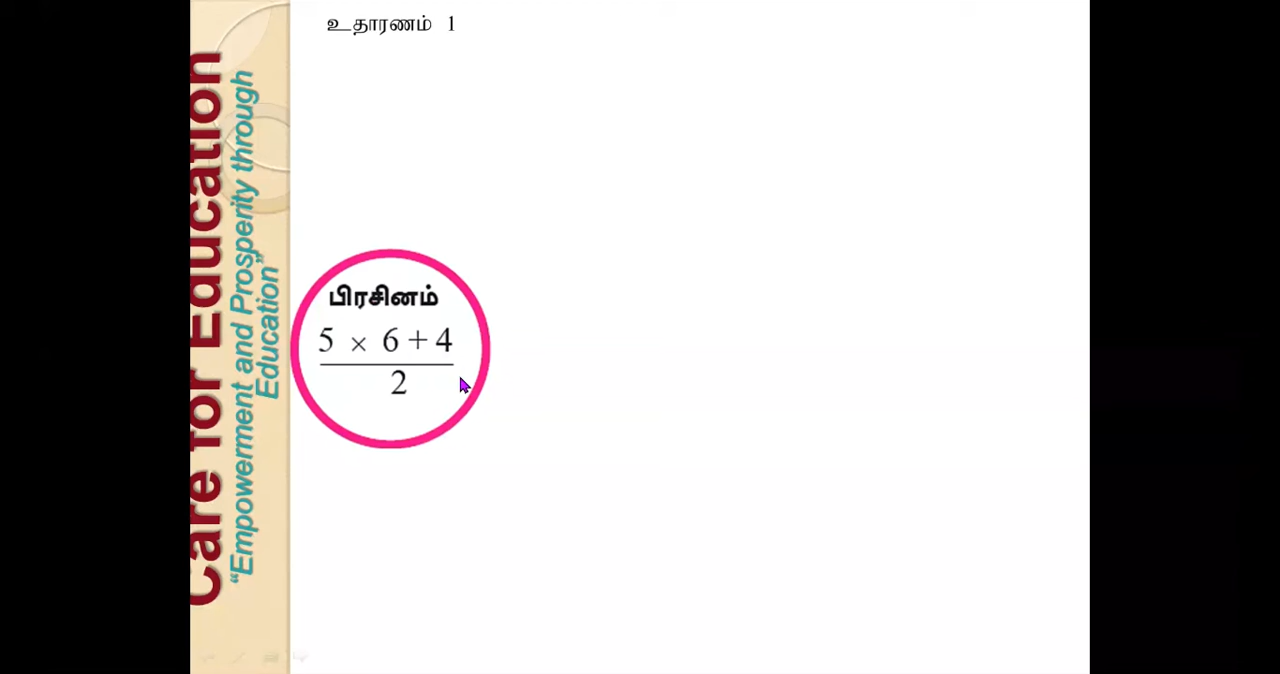 உதாரணம் 1
Care for Education
“Empowerment and Prosperity through
Education”
பிரசினம்
5 × 6 + 4
2